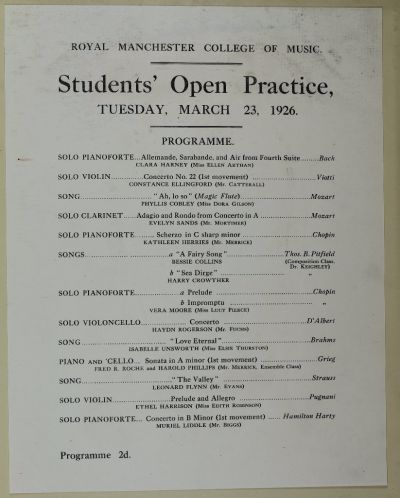 ROYAL MANCHESTER COLLEGE OF MUSIC.
Students' Open Practice,
TUESDAY, MARCH 23, 1926.
PROGRAMME.
SOLO PIANOFORTE...Allemande, Sarabande, and Air from Fourth Suite ......Bach
CLARA HARNEY (Miss ELLEN ARTHAN)
SOLO VIOLIN............Concerto No. 22 (1st movement) ......................Viotti
CONSTANCE ELLINGFORD (Mr. CATTERALL)
SONG ........................"Ah, lo so" (Magic Flute)........................Mozart
PHYLLIS COBLEY (Miss DORA GILSON)
SOLO CLARINET......Adagio and Rondo from Concerto in A ..................Mozart
EVELYN SANDS (Mr. MORTIMER)
SOLO PIANOFORTE......Scherzo in C sharp minor ........................Chopin
KATHLEEN HERRIES (Mr. MERRICK)
SONGS ........................a "A Fairy Song"..................Thos. B. Pitfield
BESSIE COLLINS (Composition Class, Dr. KEIGHLEY)
b "Sea Dirge" ........................ "
HARRY CROWTHER
SOLO PIANOFORTE ............a Prelude ........................Chopin
b Impromptu ........................ "
VERA MOORE (Miss LUCY PIERCE)
SOLO VIOLONCELLO............Concerto ........................D'Albert
HAYDN ROGERSON (Mr. FUCHS)
SONG ........................"Love Eternal"........................Brahms
ISABELLE UNSWORTH (Miss ELSIE THURSTON)
PIANO and 'CELLO... Sonata in A minor (1st movement) ..................Grieg
FRED R. ROCHE and HAROLD PHILLIPS (Mr. MERRICK, Ensemble Class)
SONG........................"The Valley" ........................Strauss
LEONARD FLYNN (Mr. EVANS)
SOLO VIOLIN..................Prelude and Allegro ..................Pugnani
ETHEL HARRISON (Miss EDITH ROBINSON)
SOLO PIANOFORTE... Concerto in B Minor (1st movement) ......Hamilton Harty
MURIEL LIDDLE (Mr. BIGGS)
Programme 2d.